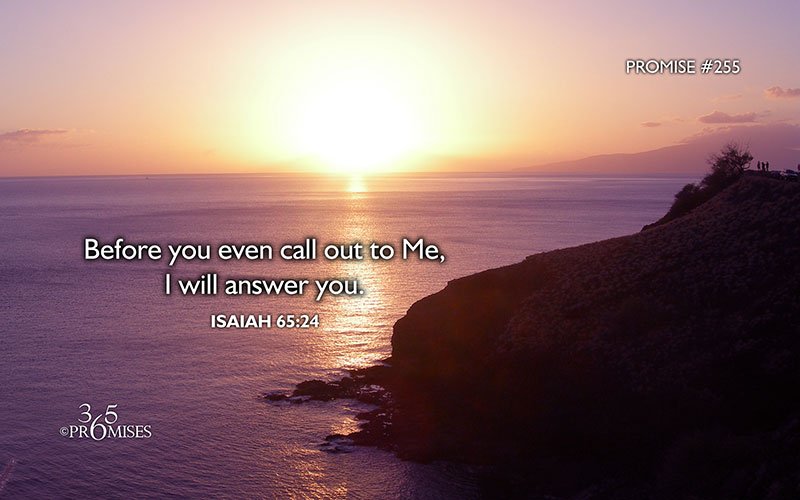 PROMISE #255
Before you even call out to Me,
I will answer you.
ISAIAH 65:24
365
©PROMISES